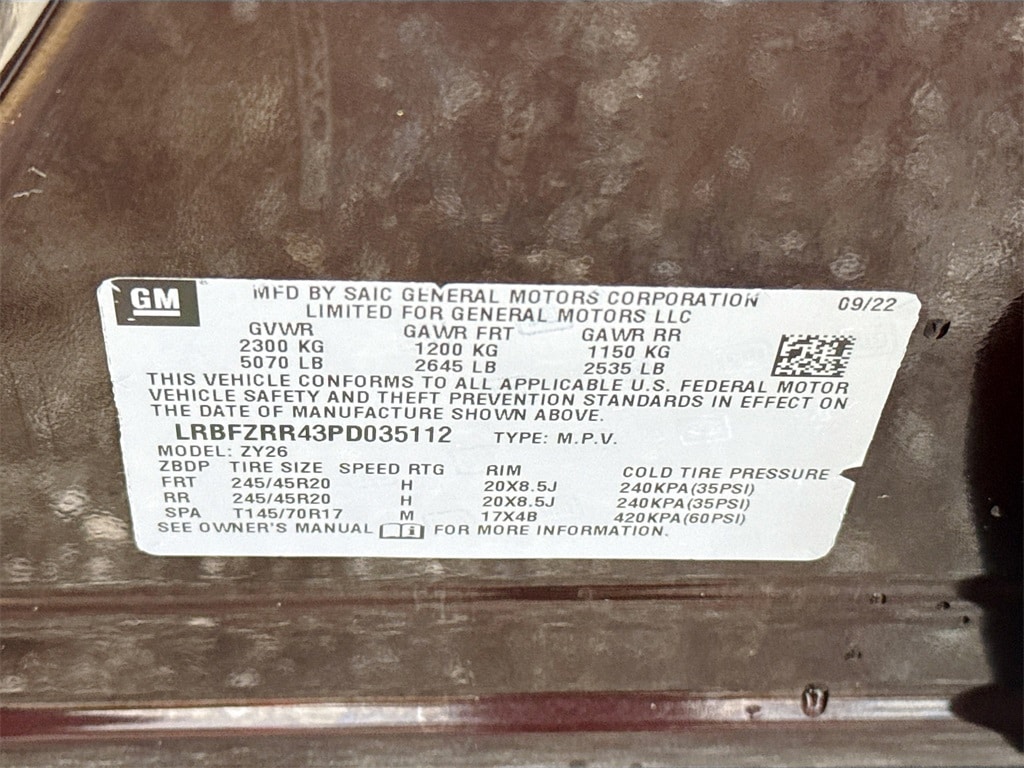 GM
MFD BY SAIC GENERAL MOTORS CORPORATION 09/22
LIMITED FOR GENERAL MOTORS LLC
GVWR GAWR FRT GAWR RR
2300 KG 1200 KG 1150 KG
5070 LB 2645 LB 2535 LB
THIS VEHICLE CONFORMS TO ALL APPLICABLE U.S. FEDERAL MOTOR
VEHICLE SAFETY AND THEFT PREVENTION STANDARDS IN EFFECT ON
THE DATE OF MANUFACTURE SHOWN ABOVE.
LRBFZRR43PD035112 TYPE: M.P.V.
MODEL: ZY26
ZBDP TIRE SIZE SPEED RTG RIM COLD TIRE PRESSURE
FRT 245/45R20 H 20X8.5J 240KPA(35PSI)
RR 245/45R20 H 20X8.5J 240KPA(35PSI)
SPA T145/70R17 M 17X4B 420KPA(60PSI)
SEE OWNER'S MANUAL FOR MORE INFORMATION.